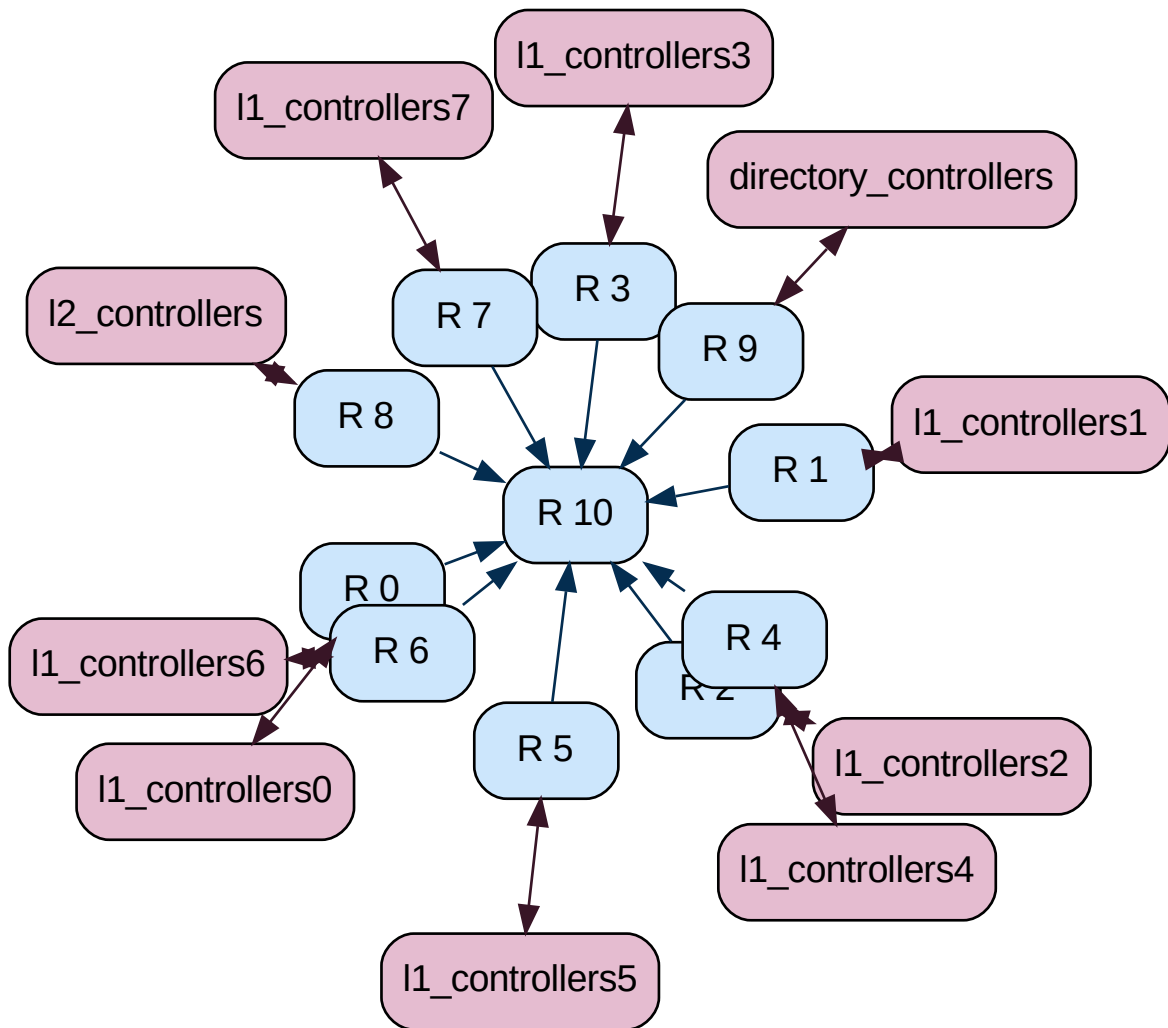 l1_controllers3
l1_controllers7
directory_controllers
R 3
l2_controllers
R 7
R 9
R 8
l1_controllers1
R 1
R 10
R 0
R 4
l1_controllers6
R 6
R 2
R 5
l1_controllers2
l1_controllers0
l1_controllers4
l1_controllers5